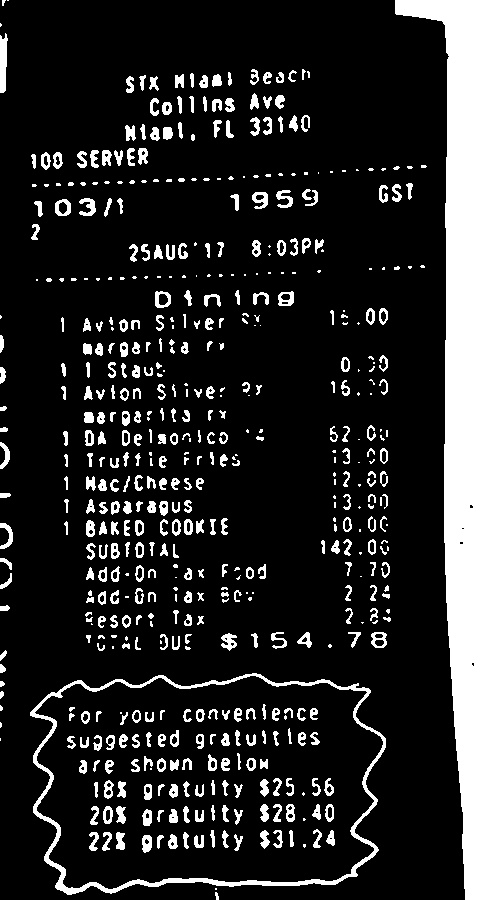 STK Miami Beach
Collins Ave
Miami, FL 33140
100 SERVER
103/1 1959 GST
2
25AUG'17 8:03PM
Dining
1 Avion Silver Rx 16.00
margarita rx
1 1 Staub 0.00
1 Avion Silver Rx 16.00
margarita rx
1 DA Delmonico 14 62.00
1 Truffle Fries 13.00
1 Mac/Cheese 12.00
1 Asparagus 13.00
1 BAKED COOKIE 10.00
SUBTOTAL 142.00
Add-On Tax Food 7.70
Add-On Tax Bev 2.24
Resort Tax 2.84
TOTAL DUE $154.78
For your convenience
suggested gratuities
are shown below
18% gratuity $25.56
20% gratuity $28.40
22% gratuity $31.24